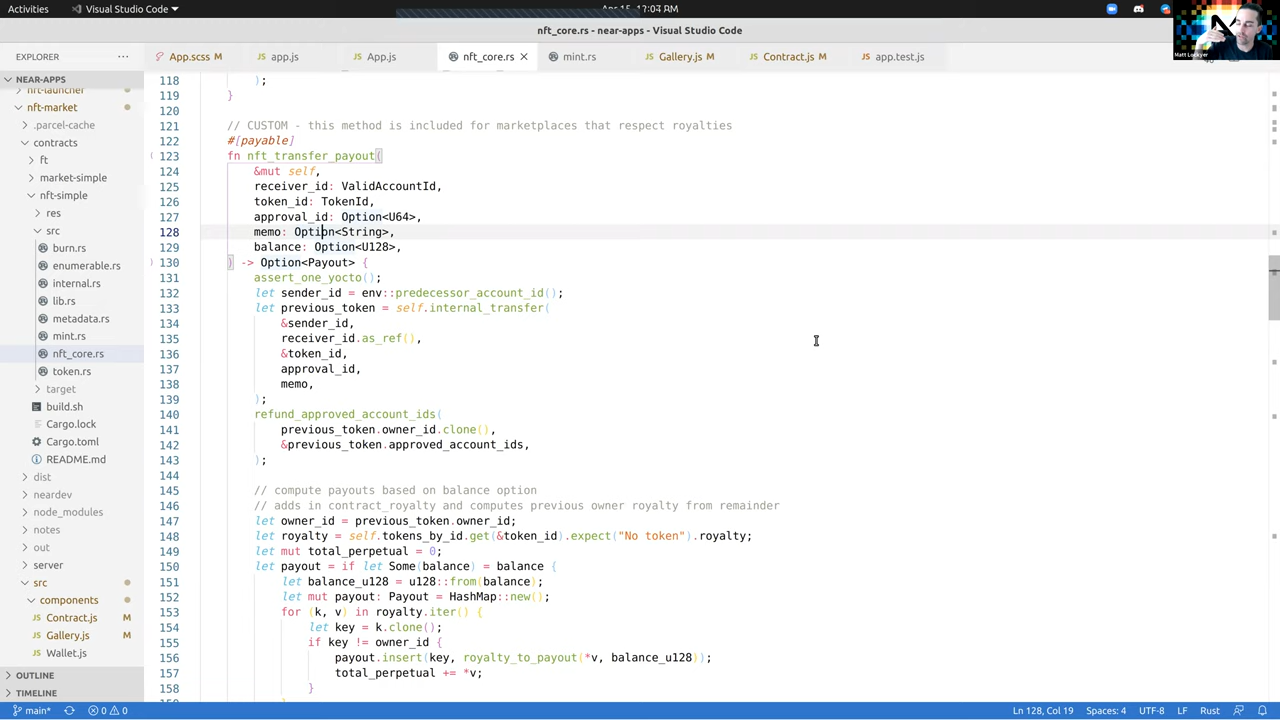 Activities
Visual Studio Code
Apr 15, 17:04 PM
nft_core.rs - near-apps - Visual Studio Code
Matt Lockyer
EXPLORER
App.scss M
app.js
App.js
nft_core.rs
mint.rs
Gallery.js M
Contract.js M
app.test.js
NEAR-APPS
nft-launcher
nft-market
.parcel-cache
contracts
ft
market-simple
nft-simple
res
src
burn.rs
enumerable.rs
internal.rs
lib.rs
metadata.rs
mint.rs
nft_core.rs
token.rs
target
build.sh
Cargo.lock
Cargo.toml
README.md
dist
neardev
node_modules
notes
out
server
src
components
Contract.js M
Gallery.js M
Wallet.js
OUTLINE
TIMELINE
118 );
119 }
120
121 // CUSTOM - this method is included for marketplaces that respect royalties
122 #[payable]
123 fn nft_transfer_payout(
124 &mut self,
125 receiver_id: ValidAccountId,
126 token_id: TokenId,
127 approval_id: Option<U64>,
128 memo: Option<String>,
129 balance: Option<U128>,
130 ) -> Option<Payout> {
131 assert_one_yocto();
132 let sender_id = env::predecessor_account_id();
133 let previous_token = self.internal_transfer(
134 &sender_id,
135 receiver_id.as_ref(),
136 &token_id,
137 approval_id,
138 memo,
139 );
140 refund_approved_account_ids(
141 previous_token.owner_id.clone(),
142 &previous_token.approved_account_ids,
143 );
144
145 // compute payouts based on balance option
146 // adds in contract_royalty and computes previous owner royalty from remainder
147 let owner_id = previous_token.owner_id;
148 let royalty = self.tokens_by_id.get(&token_id).expect("No token").royalty;
149 let mut total_perpetual = 0;
150 let payout = if let Some(balance) = balance {
151 let balance_u128 = u128::from(balance);
152 let mut payout: Payout = HashMap::new();
153 for (k, v) in royalty.iter() {
154 let key = k.clone();
155 if key != owner_id {
156 payout.insert(key, royalty_to_payout(*v, balance_u128));
157 total_perpetual += *v;
158 }
main*
0 0
Ln 128, Col 19
Spaces: 4
UTF-8
LF
Rust